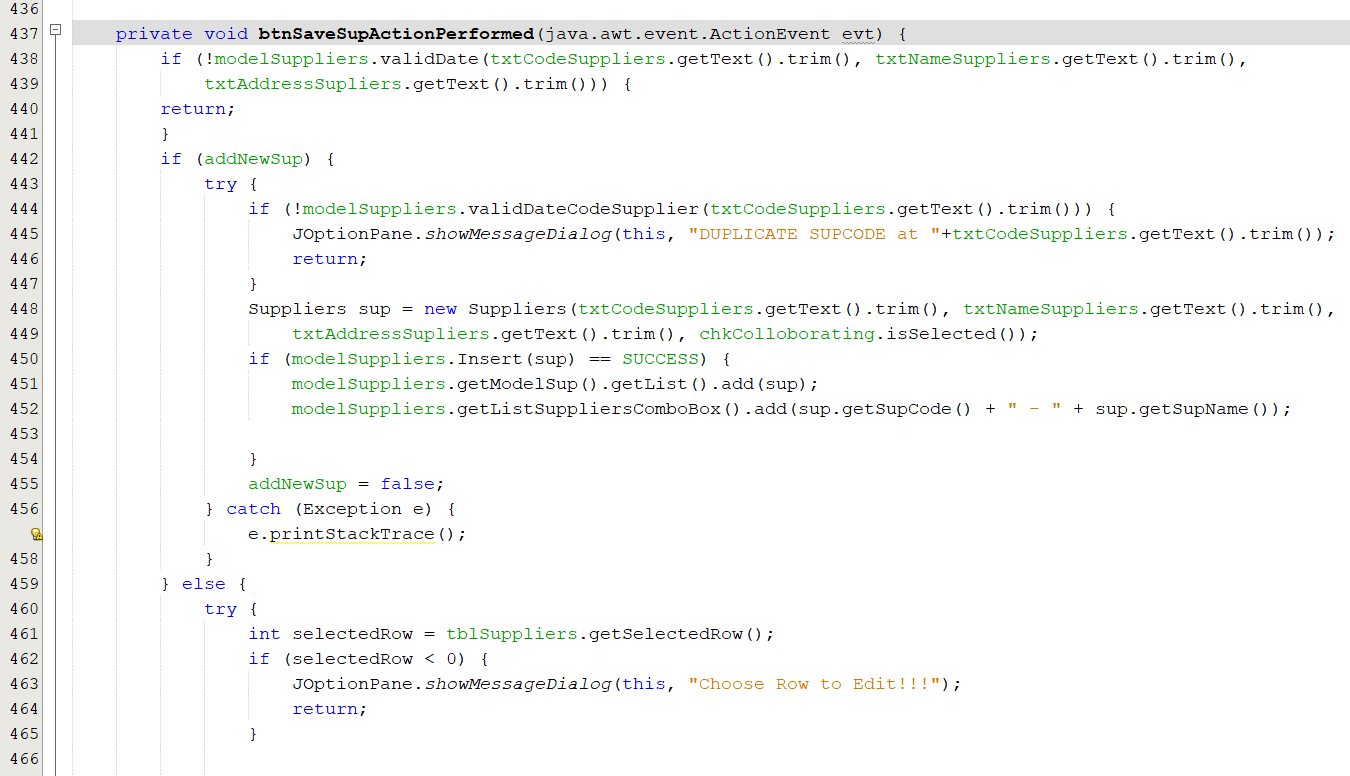 436
437 private void btnSaveSupActionPerformed(java.awt.event.ActionEvent evt) {
438 if (!modelSuppliers.validDate(txtCodeSuppliers.getText().trim(), txtNameSuppliers.getText().trim(),
439 txtAddressSupliers.getText().trim())) {
440 return;
441 }
442 if (addNewSup) {
443 try {
444 if (!modelSuppliers.validDateCodeSupplier(txtCodeSuppliers.getText().trim())) {
445 JOptionPane.showMessageDialog(this, "DUPLICATE SUPCODE at "+txtCodeSuppliers.getText().trim());
446 return;
447 }
448 Suppliers sup = new Suppliers(txtCodeSuppliers.getText().trim(), txtNameSuppliers.getText().trim(),
449 txtAddressSupliers.getText().trim(), chkColloborating.isSelected());
450 if (modelSuppliers.Insert(sup) == SUCCESS) {
451 modelSuppliers.getModelSup().getList().add(sup);
452 modelSuppliers.getListSuppliersComboBox().add(sup.getSupCode() + " - " + sup.getSupName());
453
454 }
455 addNewSup = false;
456 } catch (Exception e) {
e.printStackTrace();
458 }
459 } else {
460 try {
461 int selectedRow = tblSuppliers.getSelectedRow();
462 if (selectedRow < 0) {
463 JOptionPane.showMessageDialog(this, "Choose Row to Edit!!!");
464 return;
465 }
466